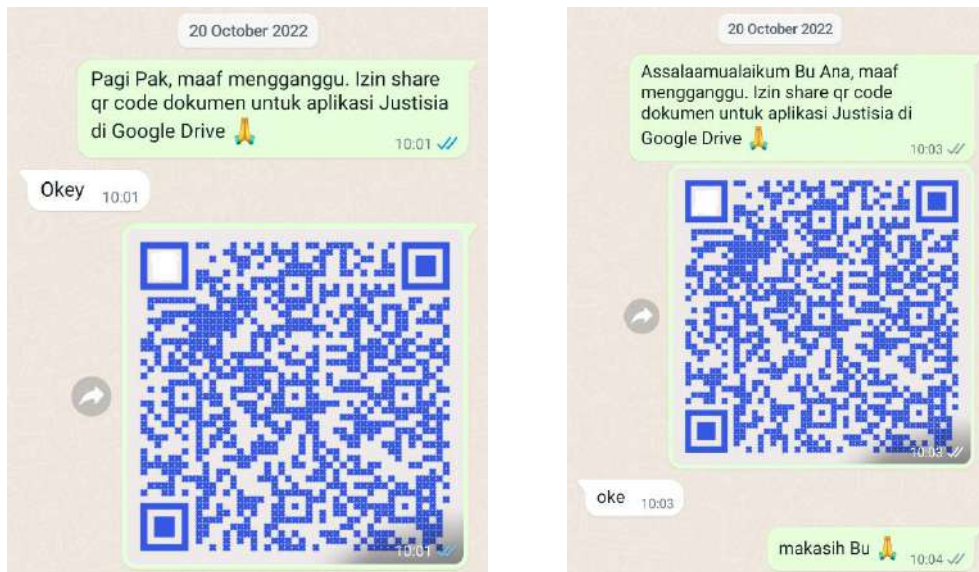 20 October 2022
Pagi Pak, maaf mengganggu. Izin share
qr code dokumen untuk aplikasi Justisia
di Google Drive 🙏
10:01
Okey 10:01
10:01
20 October 2022
Assalaamualaikum Bu Ana, maaf
mengganggu. Izin share qr code
dokumen untuk aplikasi Justisia di
Google Drive 🙏
10:03
10:03
oke 10:03
makasih Bu 🙏 10:04